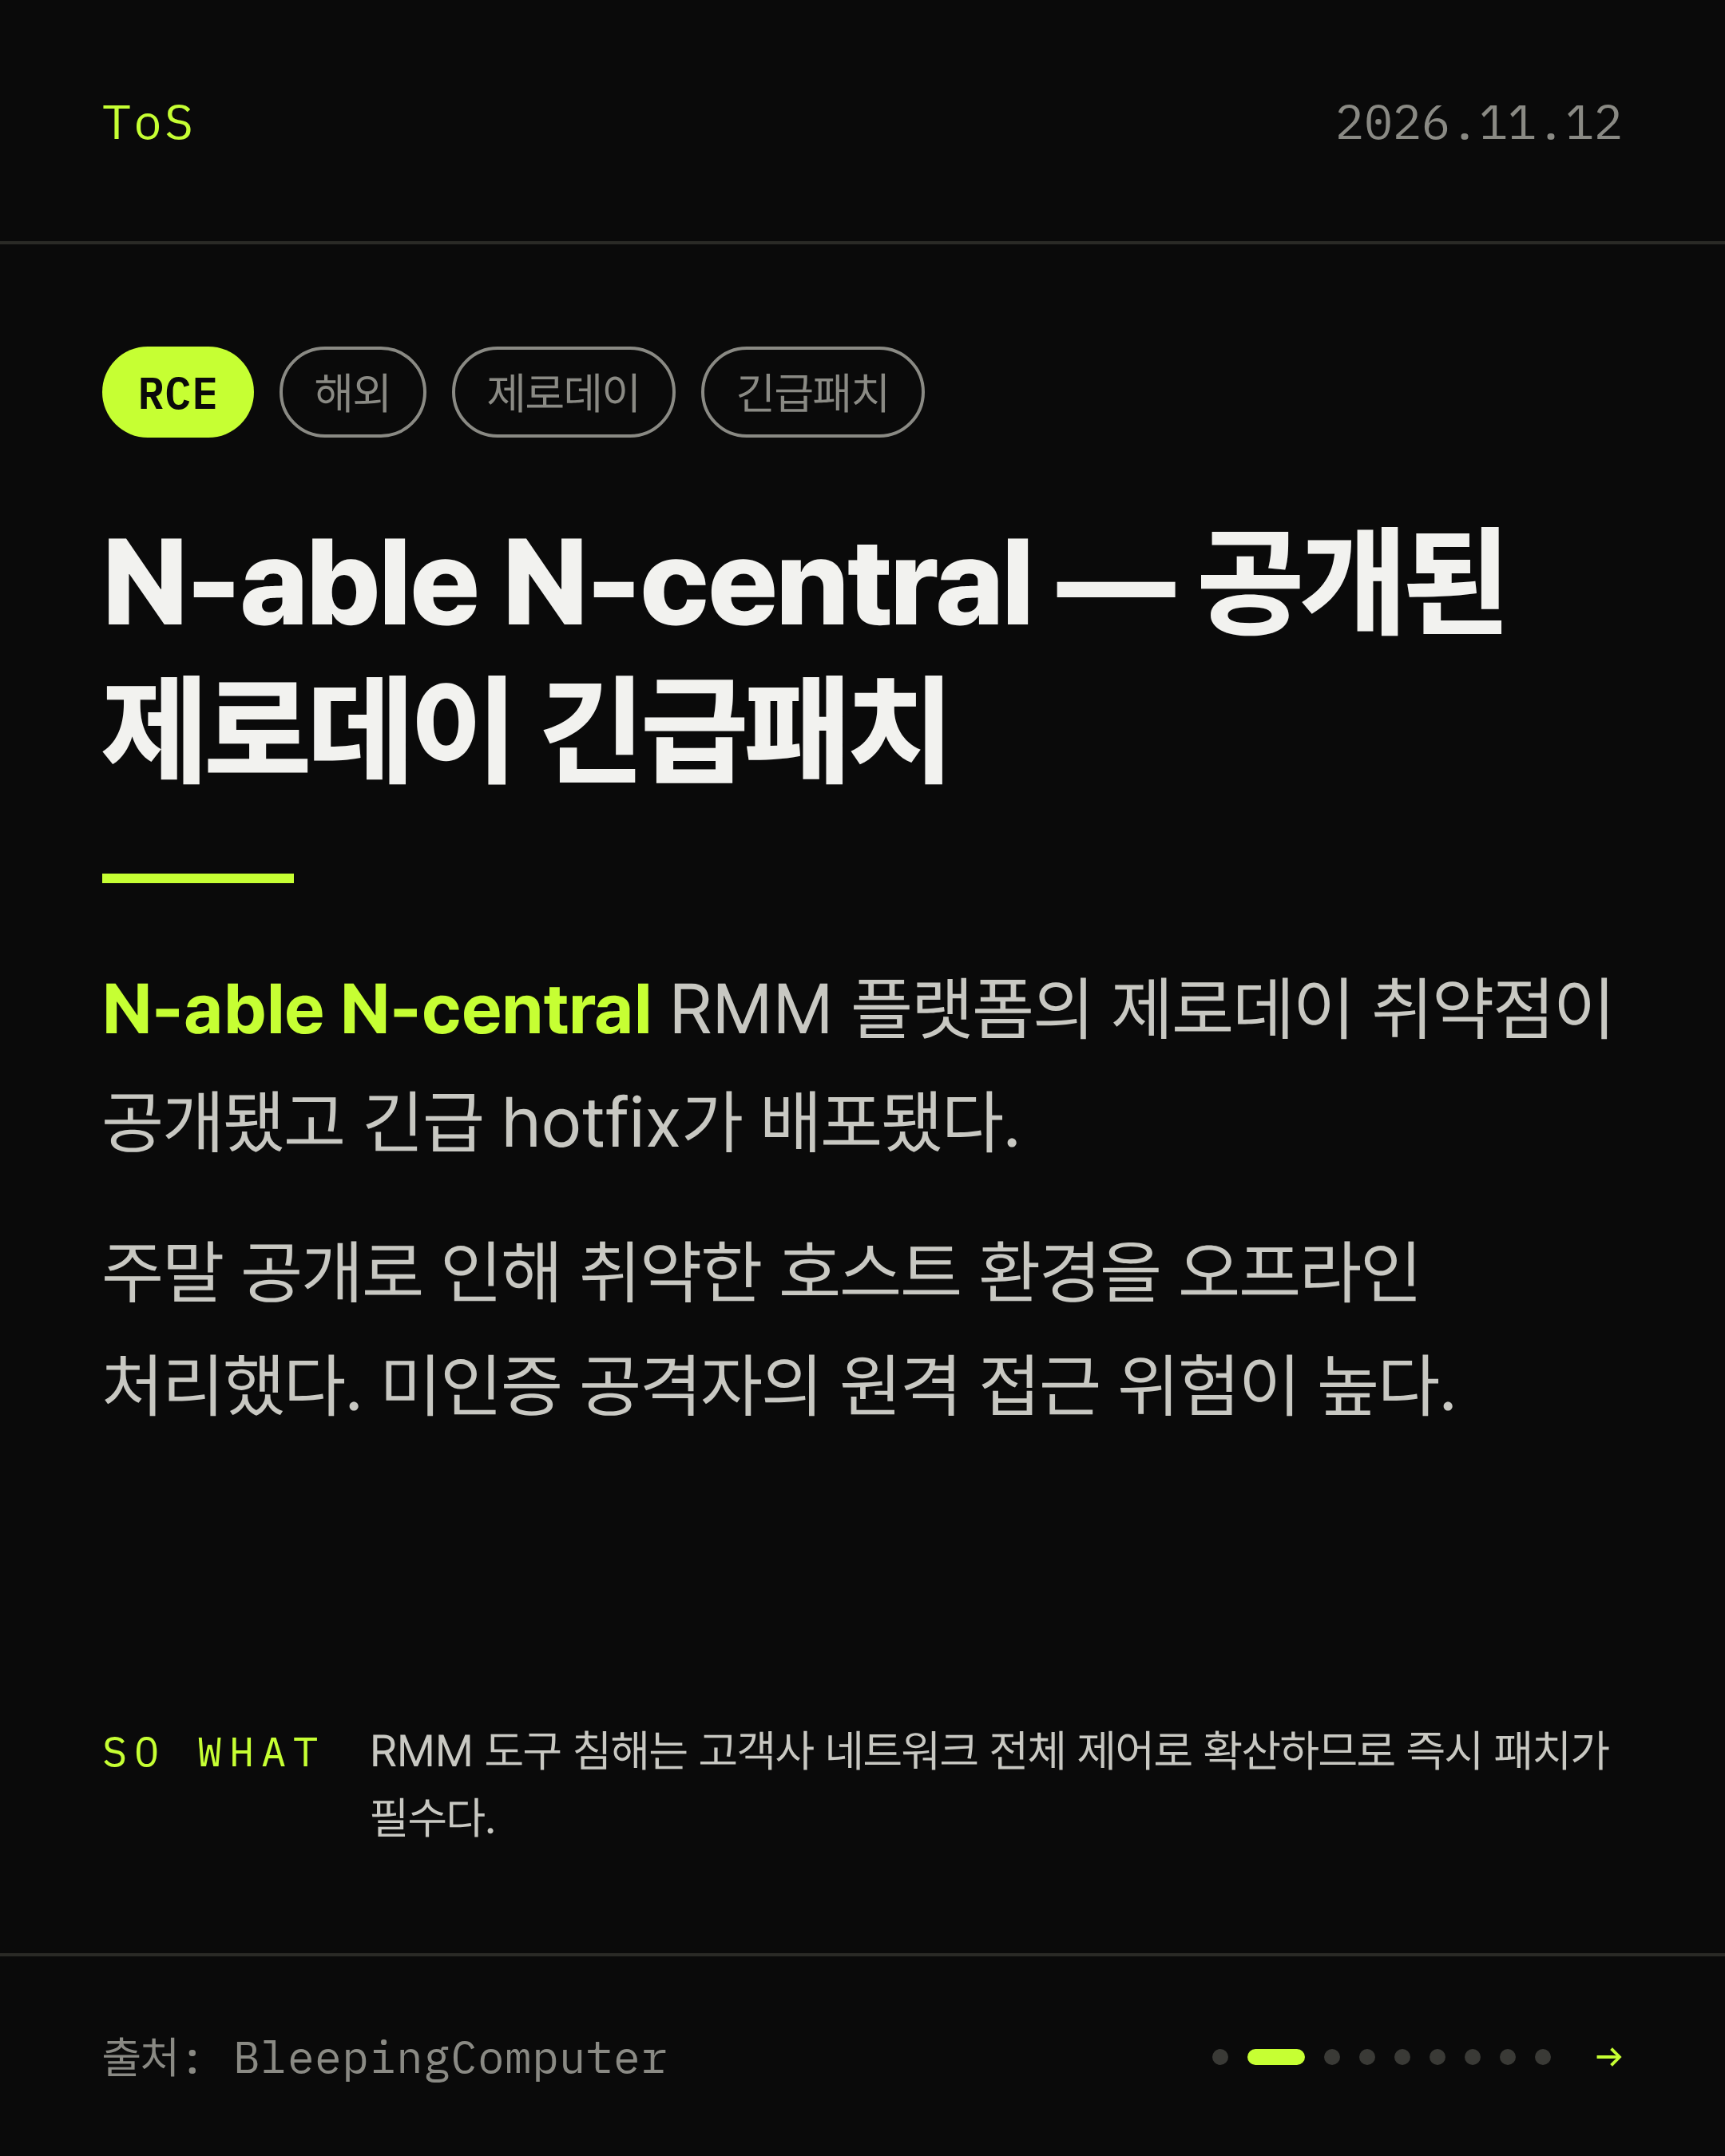 ToS
2026.11.12
RCE
해외
제로데이
긴급패치
N-able N-central — 공개된
제로데이 긴급패치
N-able N-central RMM 플랫폼의 제로데이 취약점이
공개됐고 긴급 hotfix가 배포됐다.
주말 공개로 인해 취약한 호스트 환경을 오프라인
처리했다. 미인증 공격자의 원격 접근 위험이 높다.
SO WHAT
RMM 도구 침해는 고객사 네트워크 전체 제어로 확산하므로 즉시 패치가
필수다.
출처: BleepingComputer
→